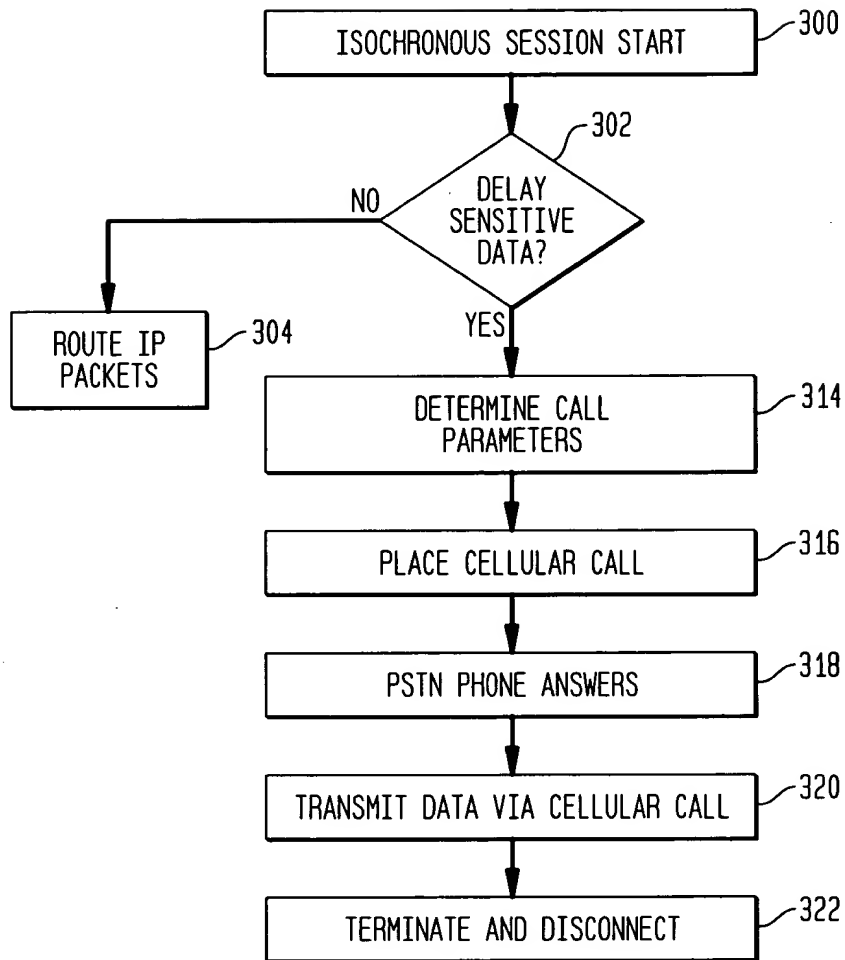 ISOCHRONOUS SESSION START
300
302
DELAY
SENSITIVE
DATA?
NO
YES
ROUTE IP
PACKETS
304
DETERMINE CALL
PARAMETERS
314
PLACE CELLULAR CALL
316
PSTN PHONE ANSWERS
318
TRANSMIT DATA VIA CELLULAR CALL
320
TERMINATE AND DISCONNECT
322